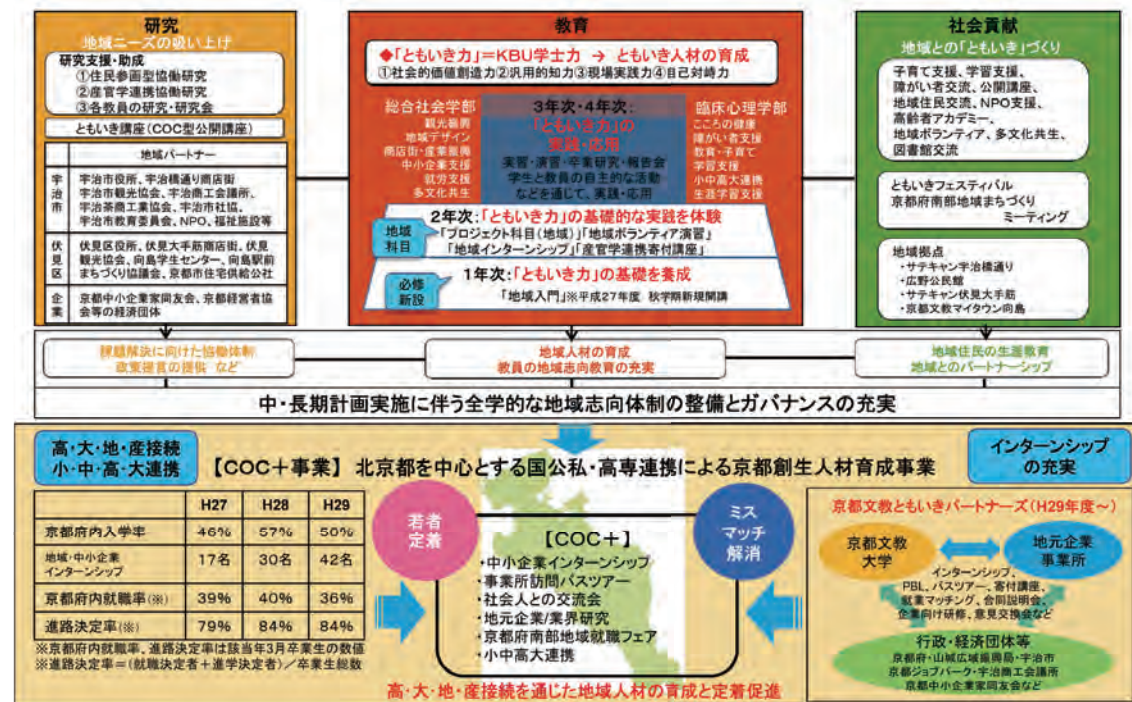 研究
地域ニーズの吸い上げ
研究支援・助成
①住民参画型協働研究
②産官学連携協働研究
③各教員の研究・研究会
ともいき講座(COC型公開講座)
地域パートナー
宇治市
宇治市役所、宇治橋通り商店街
宇治市観光協会、宇治商工会議所、
宇治茶商工業協会、宇治市社協、
宇治市教育委員会、NPO、福祉施設等
伏見区
伏見区役所、伏見大手筋商店街、伏見
観光協会、向島学生センター、向島駅前
まちづくり協議会、京都市住宅供給公社
企業
京都中小企業家同友会、京都経営者協
会等の経済団体
教育
◆「ともいき力」=KBU学士力 → ともいき人材の育成
①社会的価値創造力②汎用的知力③現場実践力④自己対峙力
総合社会学部
観光振興
地域デザイン
商店街・産業振興
中小企業支援
就労支援
多文化共生
3年次・4年次:
「ともいき力」の
実践・応用
実習・演習・卒業研究・報告会
学生と教員の自主的な活動
などを通じて、実践・応用
臨床心理学部
こころの健康
障がい者支援
教育・子育て
学習支援
小中高大連携
生涯学習支援
地域
科目
2年次:「ともいき力」の基礎的な実践を体験
「プロジェクト科目(地域)」「地域ボランティア演習」
「地域インターンシップ」「産官学連携寄付講座」
必修
新設
1年次:「ともいき力」の基礎を養成
「地域入門」※平成27年度 秋学期新規開講
社会貢献
地域との「ともいき」づくり
子育て支援、学習支援、
障がい者交流、公開講座、
地域住民交流、NPO支援、
高齢者アカデミー、
地域ボランティア、多文化共生、
図書館交流
ともいきフェスティバル
京都府南部地域まちづくり
ミーティング
地域拠点
・サテキャン宇治橋通り
・広野公民館
・サテキャン伏見大手筋
・京都文教マイタウン向島
課題解決に向けた協働体制
政策提言の提供 など
地域人材の育成
教員の地域志向教育の充実
地域住民の生涯教育
地域とのパートナーシップ
中・長期計画実施に伴う全学的な地域志向体制の整備とガバナンスの充実
高・大・地・産接続
小・中・高・大連携
【COC+事業】 北京都を中心とする国公私・高専連携による京都創生人材育成事業
インターンシップ
の充実
H27 H28 H29
京都府内入学率 46% 57% 50%
地域・中小企業
インターンシップ
17名 30名 42名
京都府内就職率(※) 39% 40% 36%
進路決定率(※) 79% 84% 84%
※京都府内就職率、進路決定率は該当年3月卒業生の数値
※進路決定率=(就職決定者+進学決定者)/卒業生総数
若者
定着
ミス
マッチ
解消
【COC+】
・中小企業インターンシップ
・事業所訪問バスツアー
・社会人との交流会
・地元企業/業界研究
・京都府南部地域就職フェア
・小中高大連携
高・大・地・産接続を通じた地域人材の育成と定着促進
京都文教ともいきパートナーズ(H29年度~)
京都文教
大学
地元企業
事業所
インターンシップ、
PBL、バスツアー、寄付講座、
就業マッチング、合同説明会、
企業向け研修、意見交換会など
行政・経済団体等
京都府・山城広域振興局・宇治市
京都ジョブパーク・宇治商工会議所
京都中小企業家同友会など